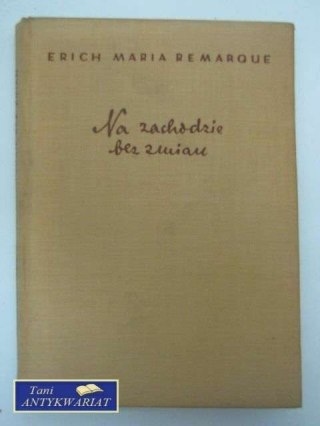 ERICH MARIA REMARQUE
Na zachodzie
bez zmian
Tani
ANTYKWARIAT